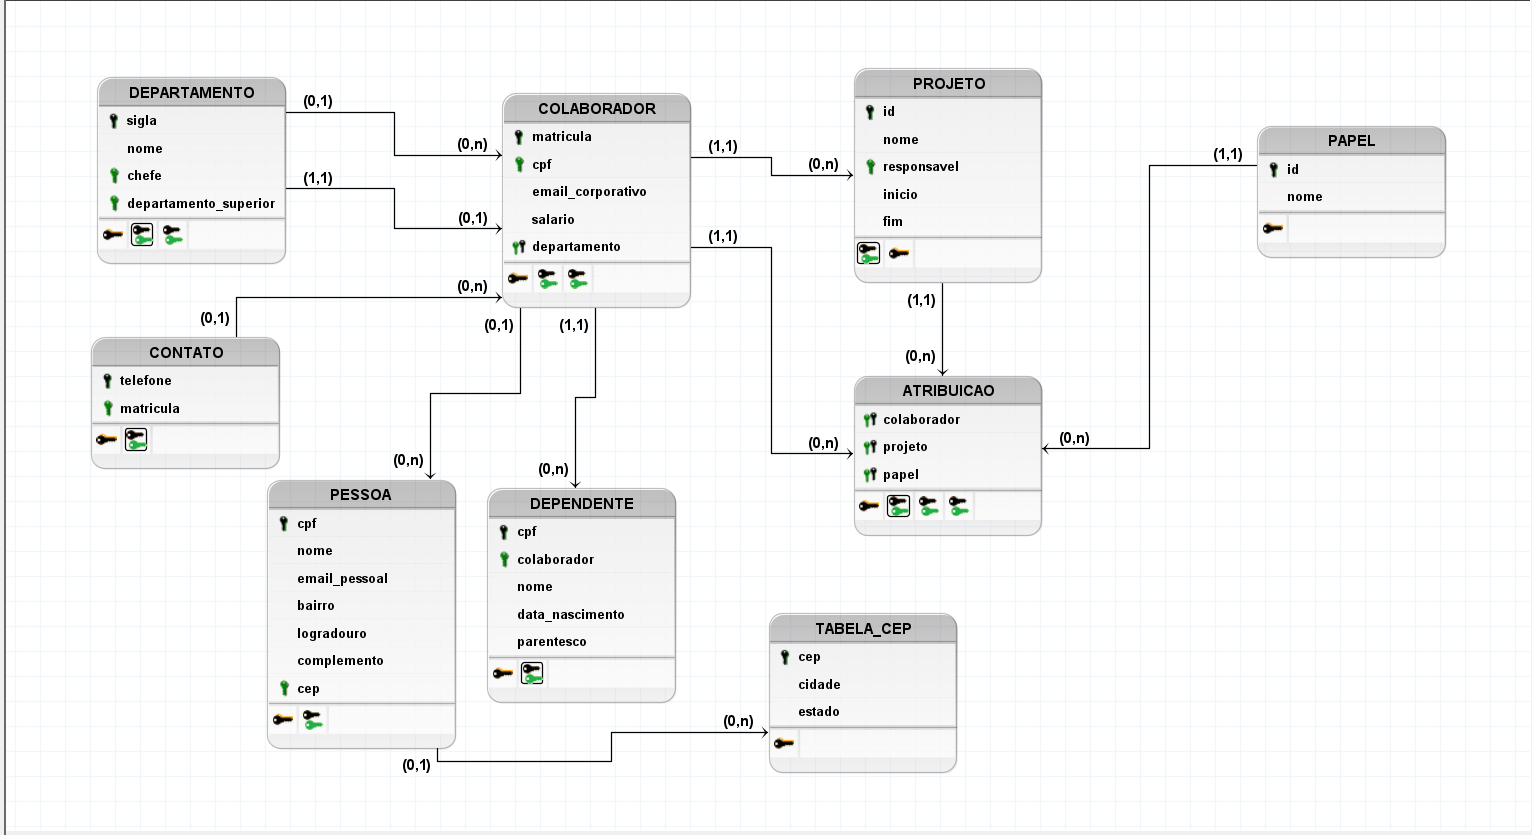 DEPARTAMENTO
sigla
nome
chefe
departamento_superior
(0,1)
(0,n)
(1,1)
(0,1)
COLABORADOR
matricula
cpf
email_corporativo
salario
departamento
(1,1)
(0,n)
(1,1)
(0,n)
PROJETO
id
nome
responsavel
inicio
fim
(1,1)
(0,n)
PAPEL
id
nome
(1,1)
(0,n)
CONTATO
telefone
matricula
(0,1)
(0,n)
(0,1)
(0,n)
(1,1)
(0,n)
ATRIBUICAO
colaborador
projeto
papel
PESSOA
cpf
nome
email_pessoal
bairro
logradouro
complemento
cep
DEPENDENTE
cpf
colaborador
nome
data_nascimento
parentesco
(0,1)
(0,n)
TABELA_CEP
cep
cidade
estado